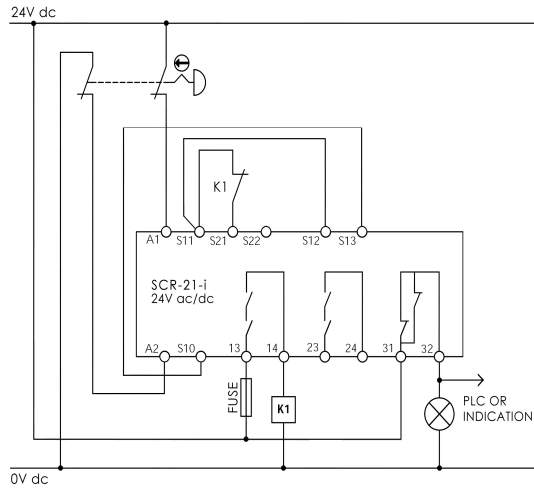 24V dc
K1
A1 S11 S21 S22 S12 S13
SCR-21-i
24V ac/dc
A2 S10 13 14 23 24 31 32
FUSE
K1
PLC OR
INDICATION
0V dc